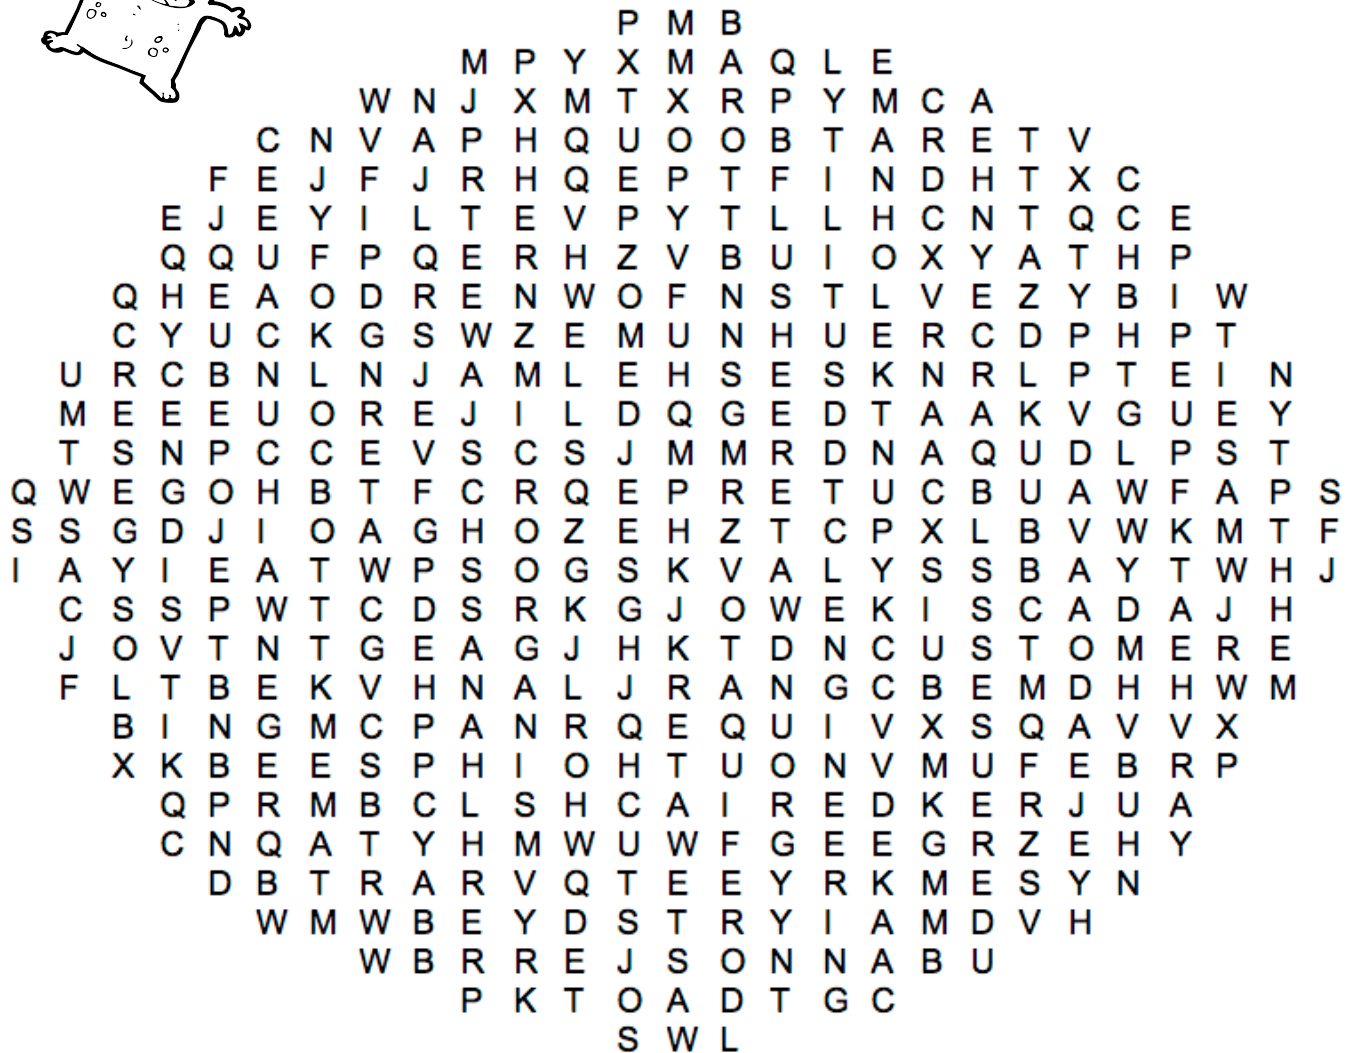 P M B
M P Y X M A Q L E
W N J X M T X R P Y M C A
C N V A P H Q U O O B T A R E T V
F E J F J R H Q E P T F I N D H T X C
E J E Y I L T E V P Y T L L H C N T Q C E
Q Q U F P Q E R H Z V B U I O X Y A T H P
Q H E A O D R E N W O F N S T L V E Z Y B I W
C Y U C K G S W Z E M U N H U E R C D P H P T
U R C B N L N J A M L E H S E S K N R L P T E I N
M E E E U O R E J I L D Q G E D T A A K V G U E Y
T S N P C C E V S C S J M M R D N A Q U D L P S T
Q W E G O H B T F C R Q E P R E T U C B U A W F A P S
S S G D J I O A G H O Z E H Z T C P X L B V W K M T F
I A Y I E A T W P S O G S K V A L Y S S B A Y T W H J
C S S P W T C D S R K G J O W E K I S C A D A J H
J O V T N T G E A G J H K T D N C U S T O M E R E
F L T B E K V H N A L J R A N G C B E M D H H W M
B I N G M C P A N R Q E Q U I V X S Q A V V X
X K B E E S P H I O H T U O N V M U F E B R P
Q P R M B C L S H C A I R E D K E R J U A
C N Q A T Y H M W U W F G E E G R Z E H Y
D B T R A R V Q T E E Y R K M E S Y N
W M W B E Y D S T R Y I A M D V H
W B R R E J S O N N A B U
P K T O A D T G C
S W L